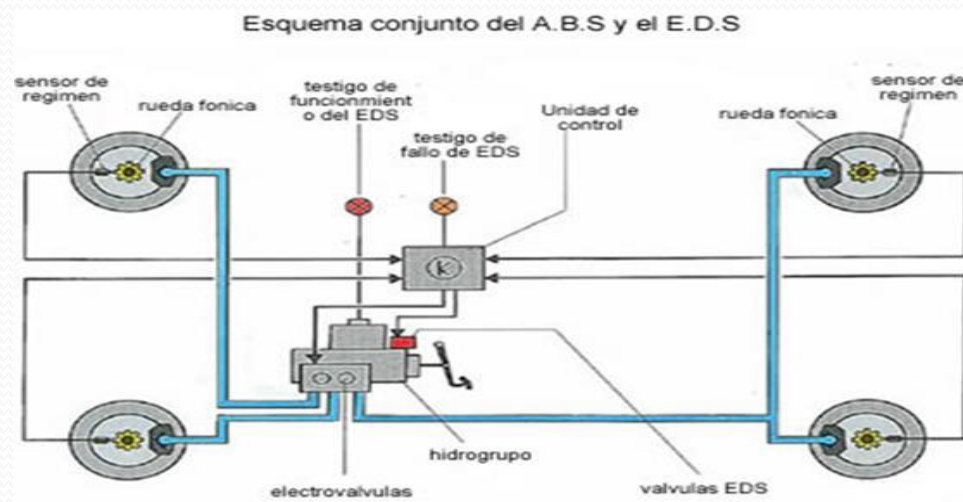 Esquema conjunto del A.B.S y el E.D.S
sensor de
regimen
rueda fonica
testigo de
funcionmient
o del EDS
testigo de
fallo de EDS
Unidad de
control
rueda fonica
sensor de
regimen
K
hidrogrupo
electrovalvulas
valvulas EDS